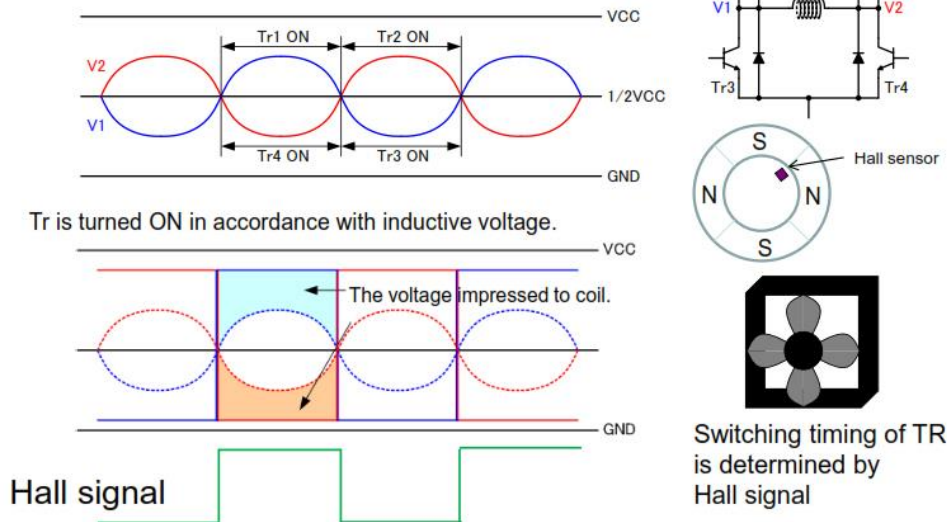 VCC
Tr1 ON
Tr2 ON
V2
1/2VCC
V1
Tr4 ON
Tr3 ON
GND
V1
V2
Tr3
Tr4
S
Hall sensor
N
N
S
Tr is turned ON in accordance with inductive voltage.
VCC
The voltage impressed to coil.
GND
Hall signal
Switching timing of TR
is determined by
Hall signal